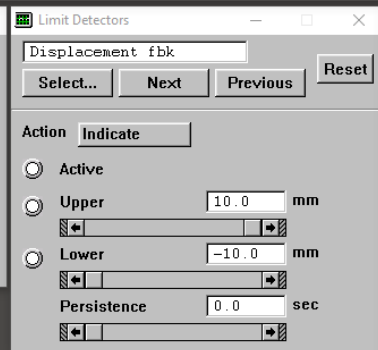 Limit Detectors
Displacement fbk
Select... Next Previous Reset
Action Indicate
Active
Upper 10.0 mm
Lower -10.0 mm
Persistence 0.0 sec